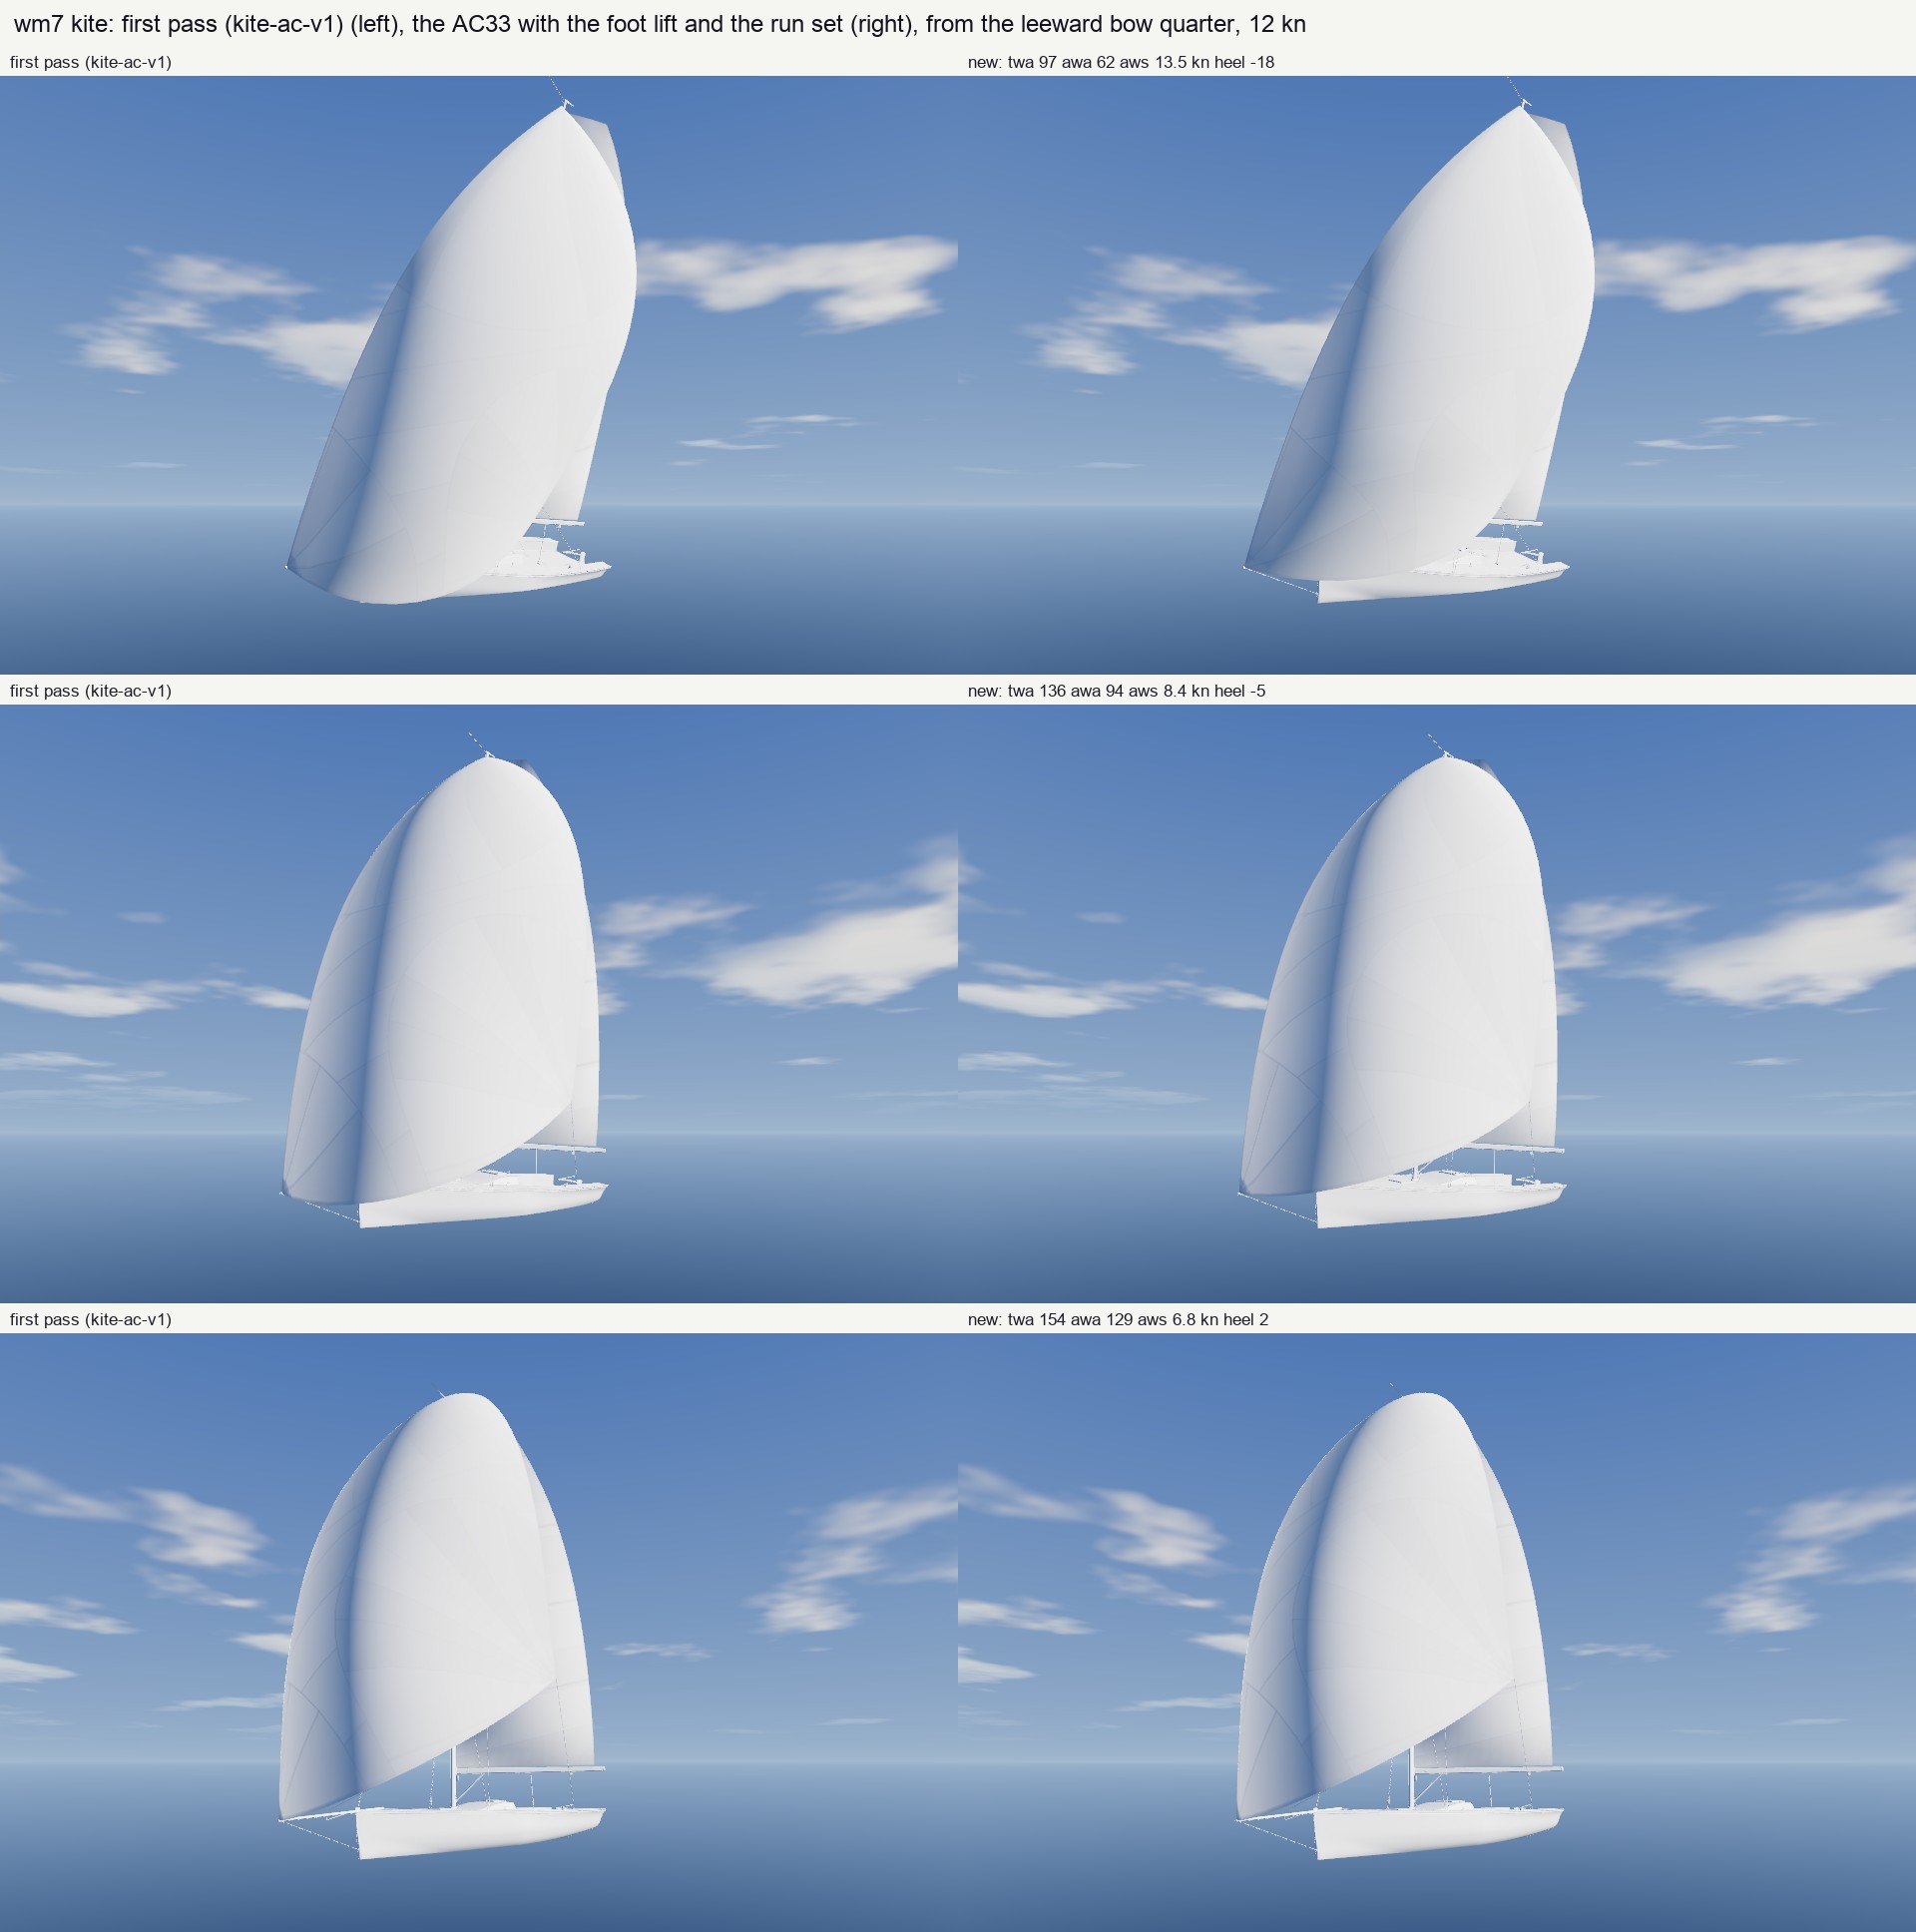 wm7 kite: first pass (kite-ac-v1) (left), the AC33 with the foot lift and the run set (right), from the leeward bow quarter, 12 kn
first pass (kite-ac-v1)
new: twa 97 awa 62 aws 13.5 kn heel -18
first pass (kite-ac-v1)
new: twa 136 awa 94 aws 8.4 kn heel -5
first pass (kite-ac-v1)
new: twa 154 awa 129 aws 6.8 kn heel 2